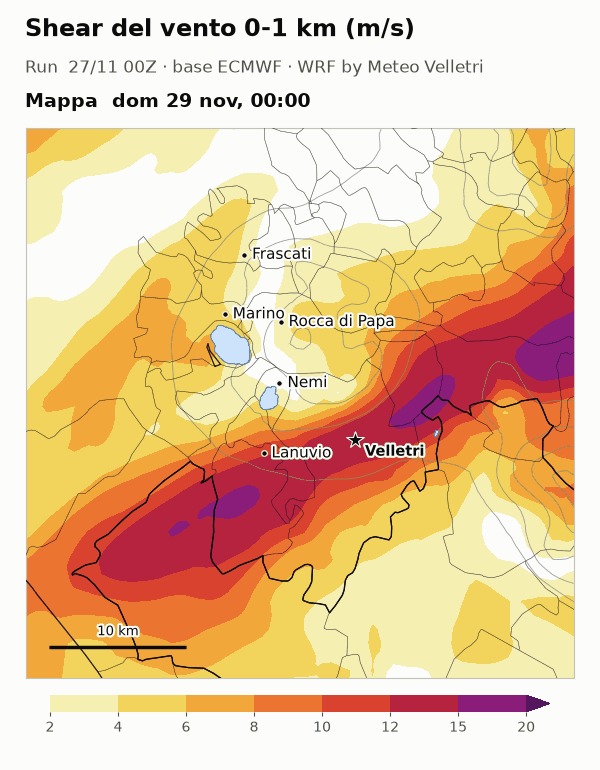 Shear del vento 0-1 km (m/s)
Run  27/11 00Z · base ECMWF · WRF by Meteo Velletri
Mappa  dom 29 nov, 00:00
Frascati
Marino
Rocca di Papa
Nemi
Lanuvio
Velletri
10 km
2 4 6 8 10 12 15 20